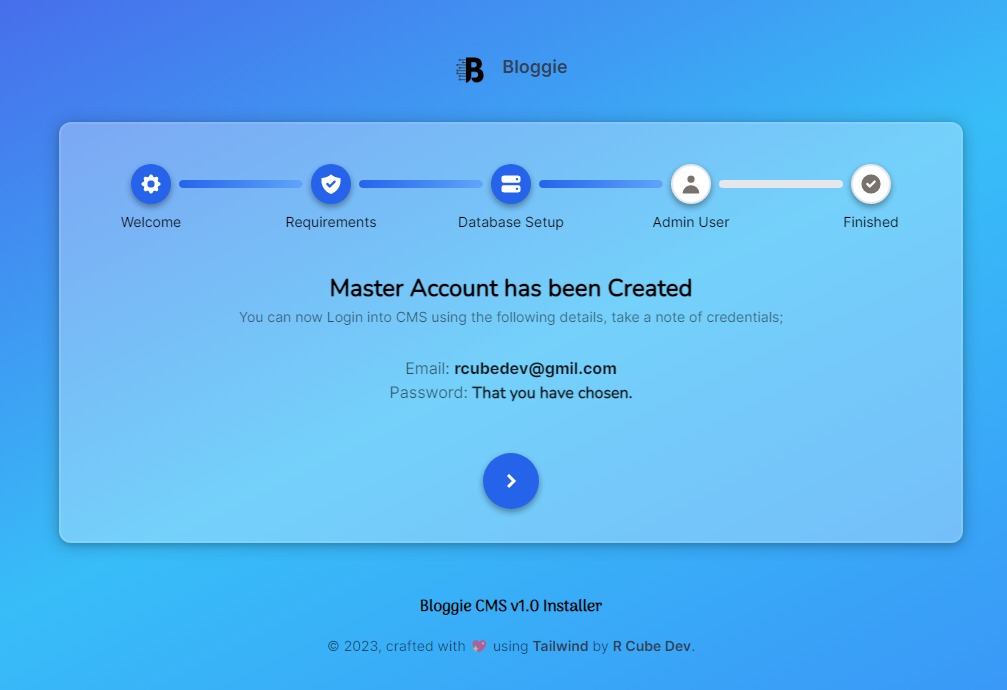 Bloggie
Welcome
Requirements
Database Setup
Admin User
Finished
Master Account has been Created
You can now Login into CMS using the following details, take a note of credentials;
Email: rcubedev@gmil.com
Password: That you have chosen.
Bloggie CMS v1.0 Installer
© 2023, crafted with 💖 using Tailwind by R Cube Dev.